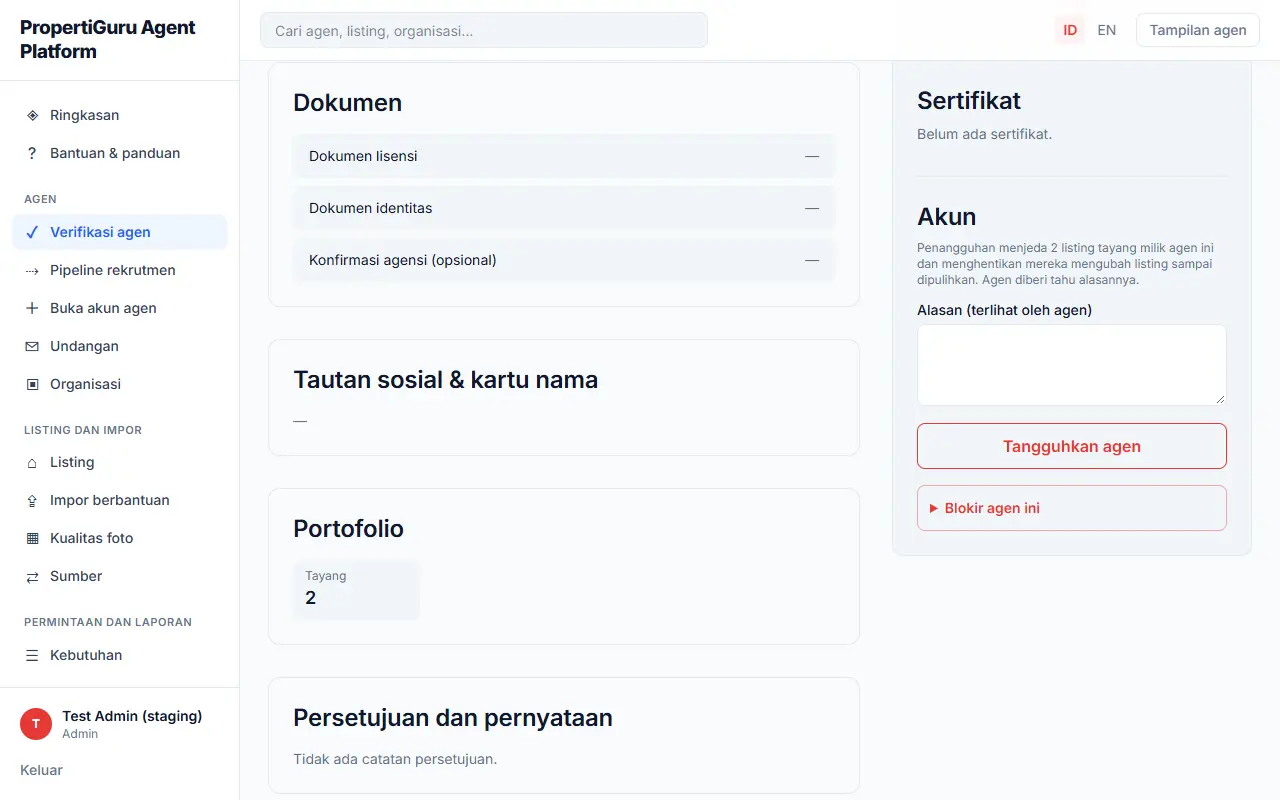 PropertiGuru Agent
Platform
Ringkasan
Bantuan & panduan
AGEN
Verifikasi agen
Pipeline rekrutmen
Buka akun agen
Undangan
Organisasi
LISTING DAN IMPOR
Listing
Impor berbantuan
Kualitas foto
Sumber
PERMINTAAN DAN LAPORAN
Kebutuhan
T
Test Admin (staging)
Admin
Keluar
Cari agen, listing, organisasi...
ID
EN
Tampilan agen
Dokumen
Dokumen lisensi —
Dokumen identitas —
Konfirmasi agensi (opsional) —
Tautan sosial & kartu nama
—
Portofolio
Tayang
2
Persetujuan dan pernyataan
Tidak ada catatan persetujuan.
Sertifikat
Belum ada sertifikat.
Akun
Penangguhan menjeda 2 listing tayang milik agen ini
dan menghentikan mereka mengubah listing sampai
dipulihkan. Agen diberi tahu alasannya.
Alasan (terlihat oleh agen)
Tangguhkan agen
Blokir agen ini